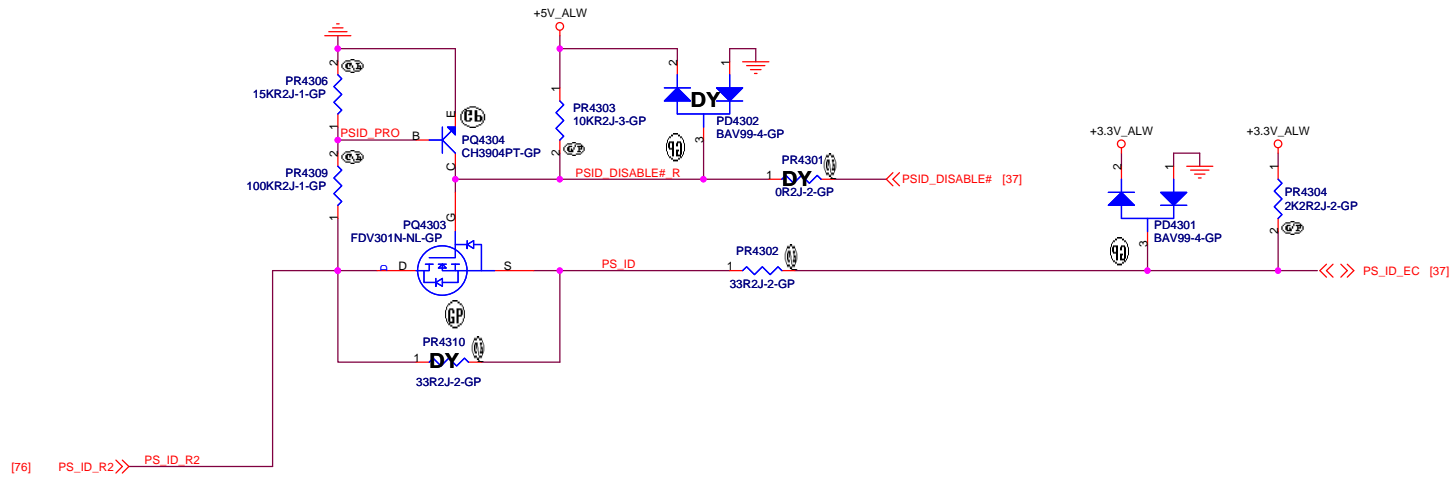 +5V_ALW
2
PR4306
15KR2J-1-GP
1
PSID_PRO
B
E
C
PQ4304
CH3904PT-GP
1
PR4303
10KR2J-3-GP
2
2
1
DY
PD4302
BAV99-4-GP
3
2
PR4309
100KR2J-1-GP
1
PSID_DISABLE#_R
PR4301
1
DY
0R2J-2-GP
PSID_DISABLE# [37]
+3.3V_ALW
2
1
PD4301
BAV99-4-GP
3
+3.3V_ALW
1
PR4304
2K2R2J-2-GP
2
G
PQ4303
FDV301N-NL-GP
D
D
S
GP
PS_ID
PR4302
1
33R2J-2-GP
PS_ID_EC [37]
PR4310
1
DY
33R2J-2-GP
[76] PS_ID_R2
PS_ID_R2